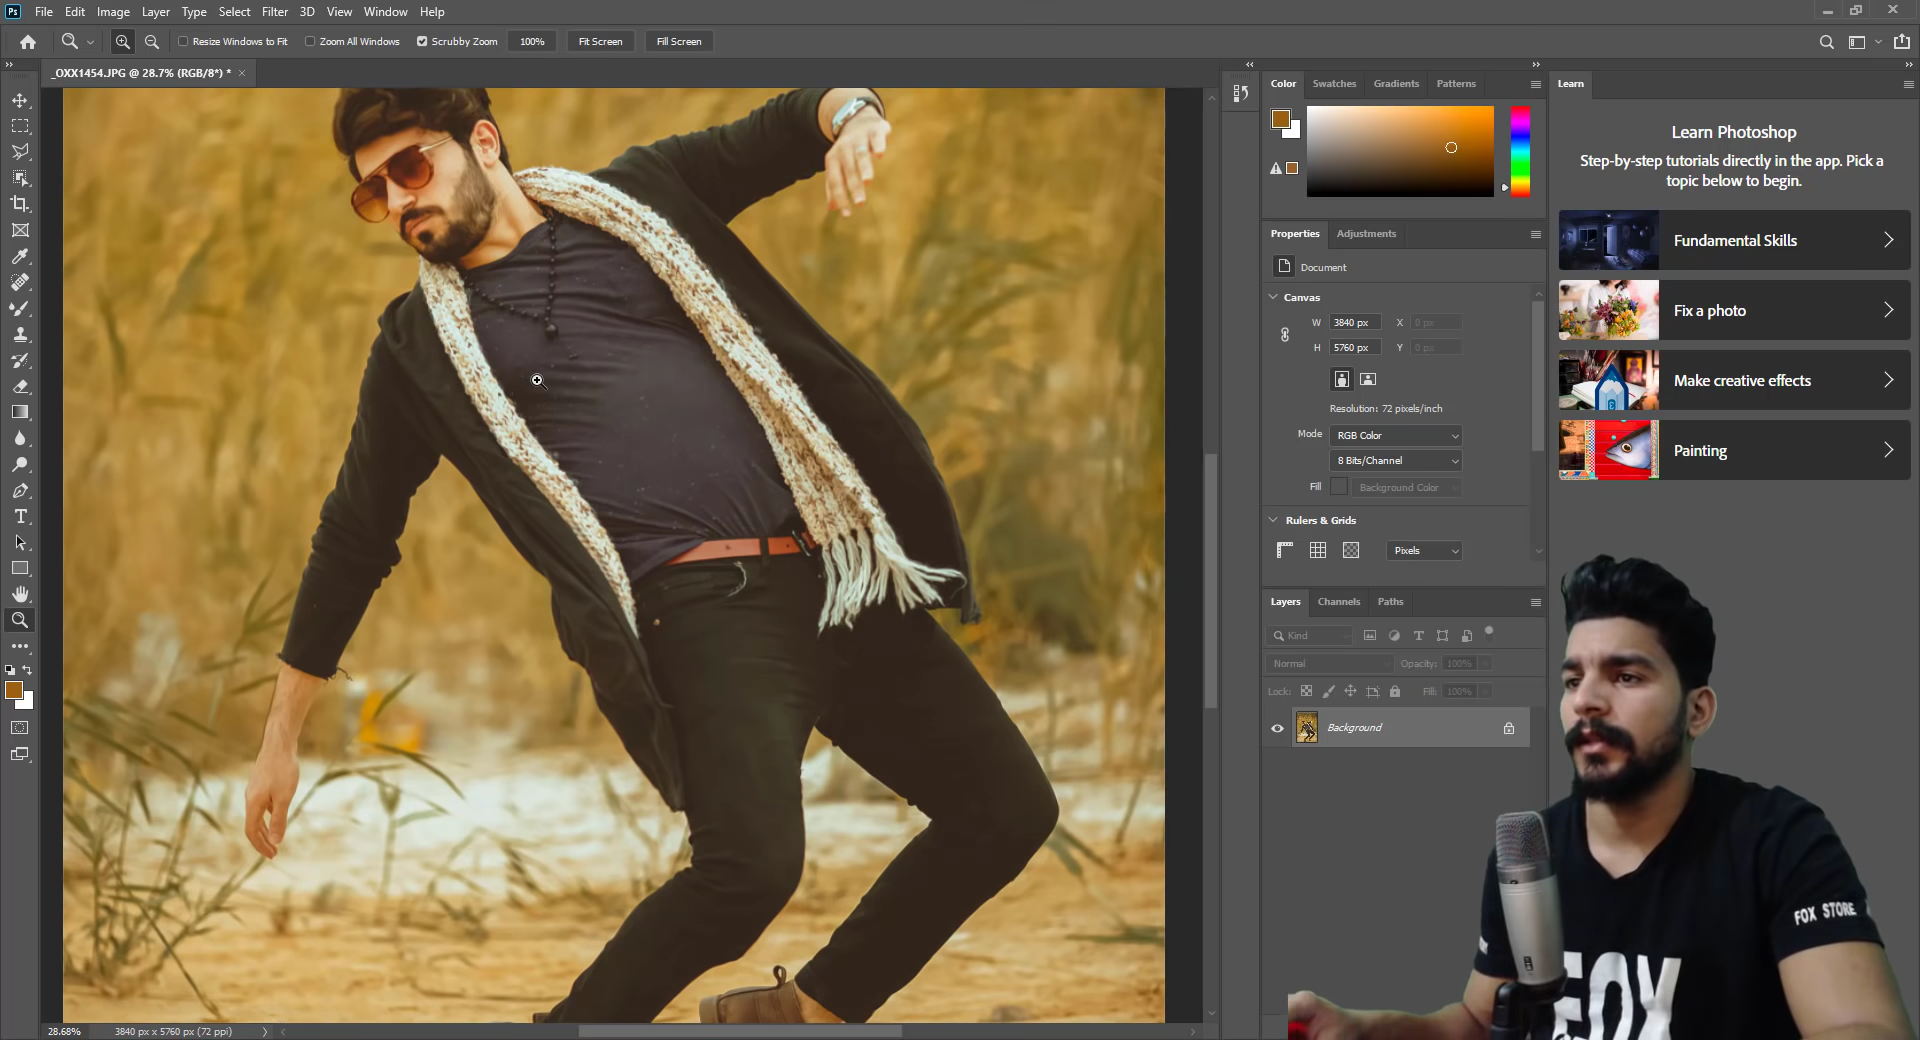 Ps File Edit Image Layer Type Select Filter 3D View Window Help
Resize Windows to Fit Zoom All Windows Scrubby Zoom 100% Fit Screen Fill Screen
_OXX1454.JPG @ 28.7% (RGB/8*) * ×
Color Swatches Gradients Patterns
Properties Adjustments
Document
Canvas
W 3840 px X 0 px
H 5760 px Y 0 px
Resolution: 72 pixels/inch
Mode RGB Color
8 Bits/Channel
Fill Background Color
Rulers & Grids
Pixels
Layers Channels Paths
Kind
Normal Opacity: 100%
Lock: Fill: 100%
Background
Learn
Learn Photoshop
Step-by-step tutorials directly in the app. Pick a
topic below to begin.
Fundamental Skills
Fix a photo
Make creative effects
Painting
FOX STORE
FOX
28.68% 3840 px x 5760 px (72 ppi)